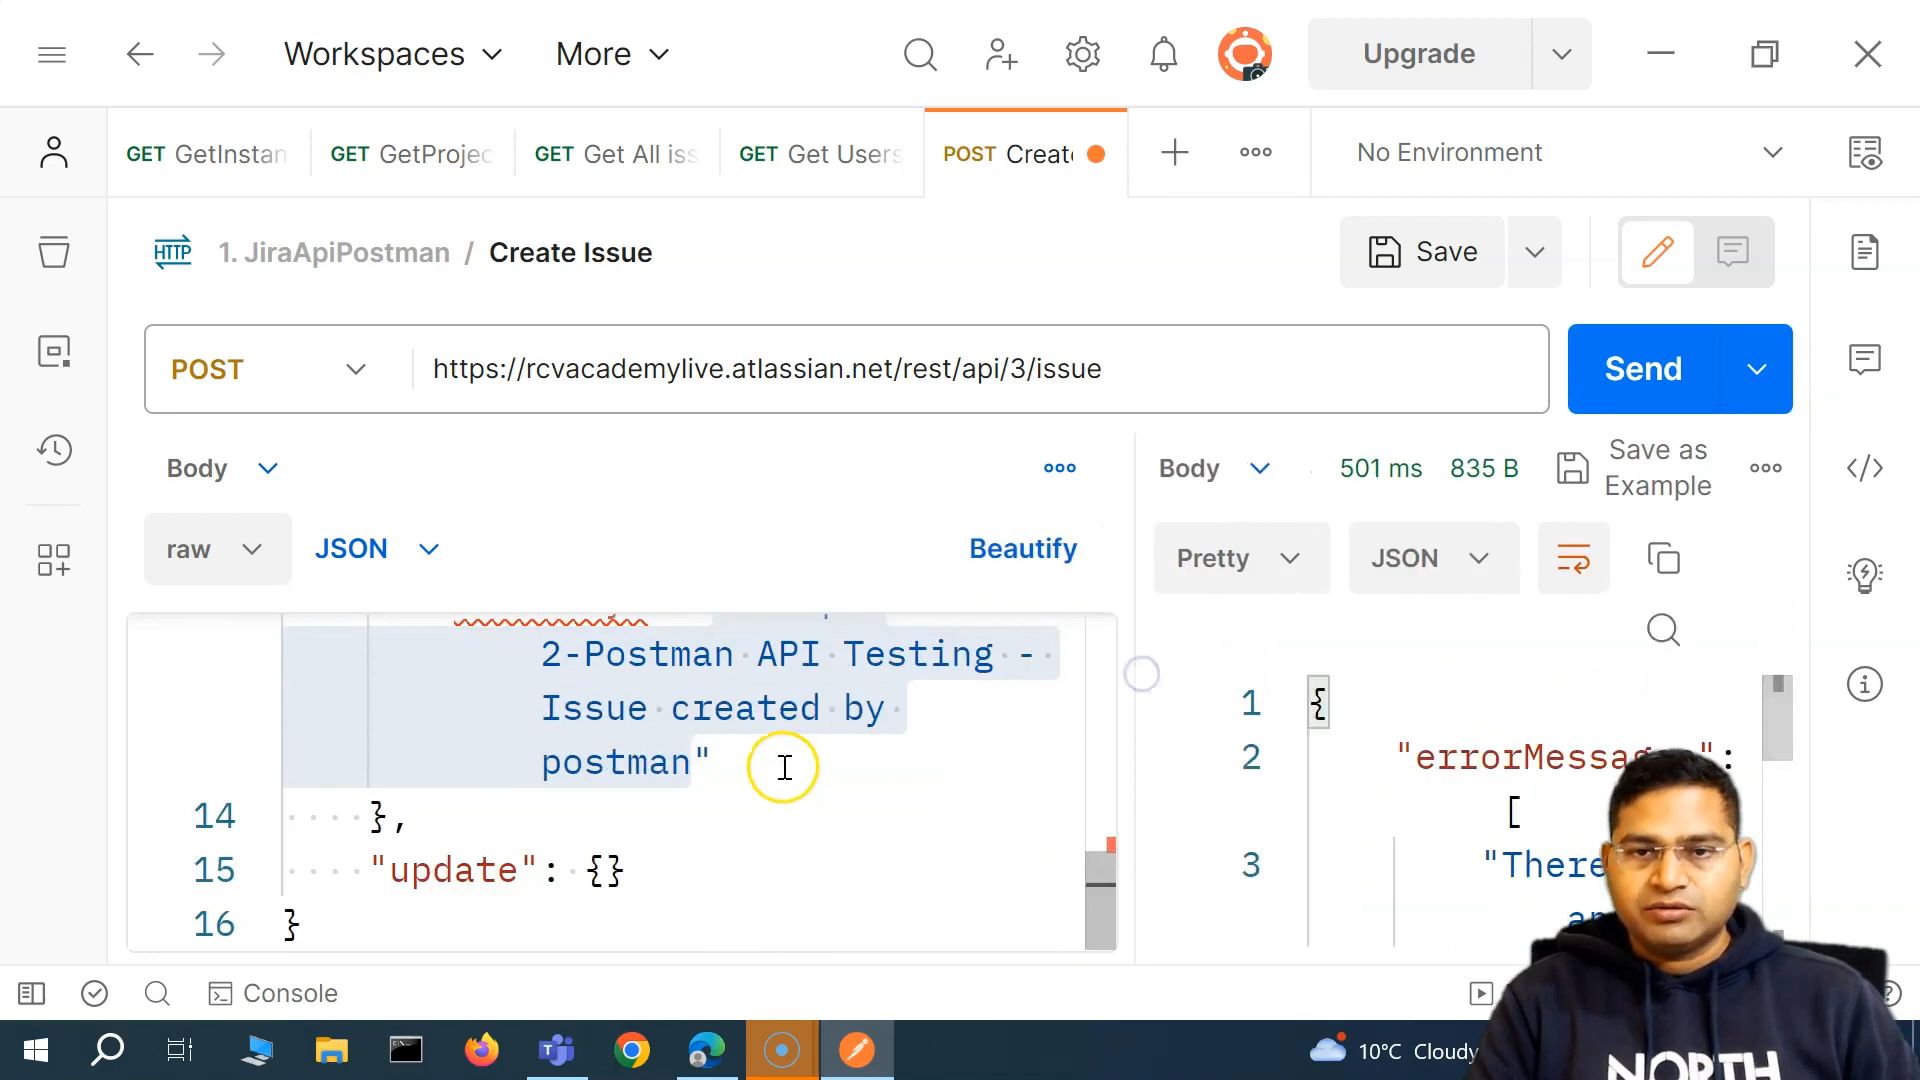 Workspaces
More
Upgrade
GET GetInstan
GET GetProjec
GET Get All iss
GET Get Users
POST Create
No Environment
HTTP
1. JiraApiPostman / Create Issue
Save
POST
https://rcvacademylive.atlassian.net/rest/api/3/issue
Send
Body
Body
501 ms
835 B
Save as
Example
raw
JSON
Beautify
Pretty
JSON
2-Postman API Testing -
Issue created by
postman"
14 },
15 "update": {}
16 }
1 {
2 "errorMessages":
[
3 "There
Console
10°C Cloudy
NORTH